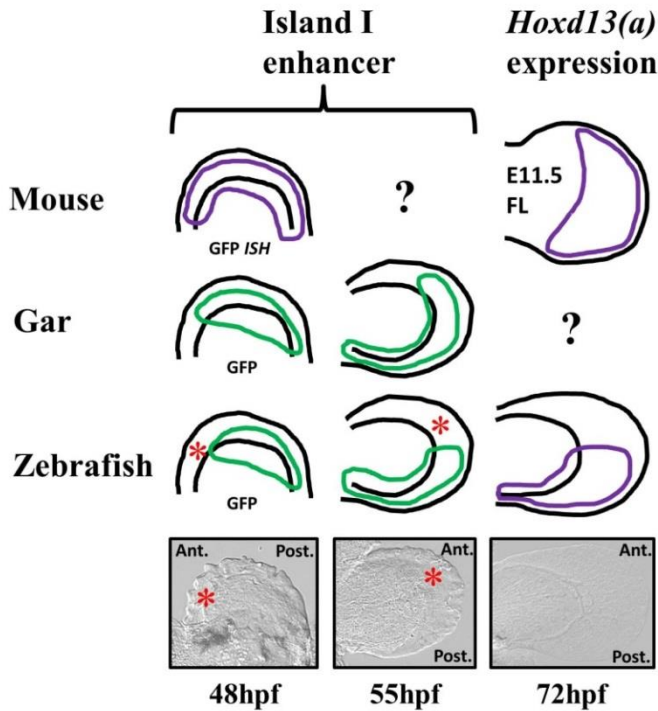 Island I
enhancer
Hoxd13(a)
expression
Mouse
GFP ISH
?
E11.5
FL
Gar
GFP
?
Zebrafish
*
GFP
*
Ant. Post.
*
Ant.
*
Post.
Ant.
Post.
48hpf
55hpf
72hpf